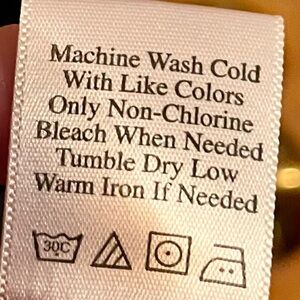 Machine Wash Cold
With Like Colors
Only Non-Chlorine
Bleach When Needed
Tumble Dry Low
Warm Iron If Needed
30C